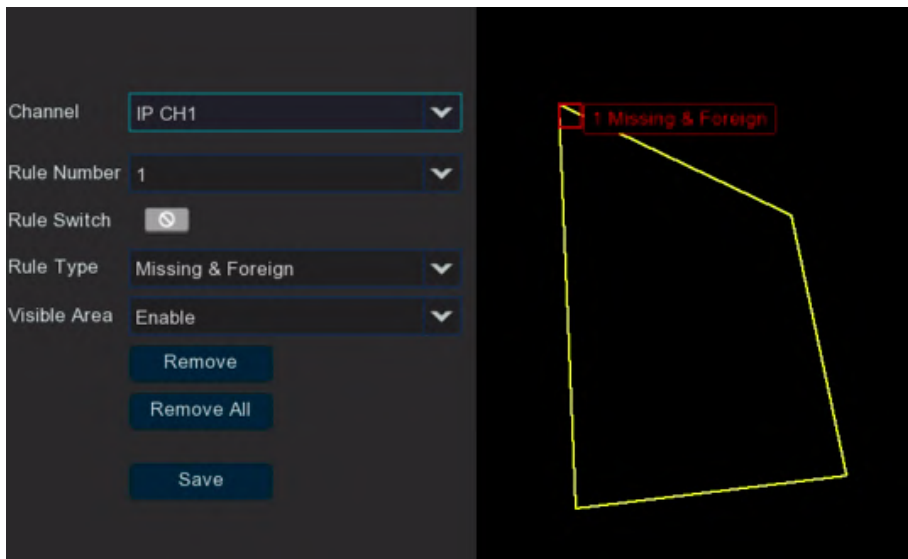 Channel IP CH1
Rule Number 1
Rule Switch
Rule Type Missing & Foreign
Visible Area Enable
Remove
Remove All
Save
1 Missing & Foreign